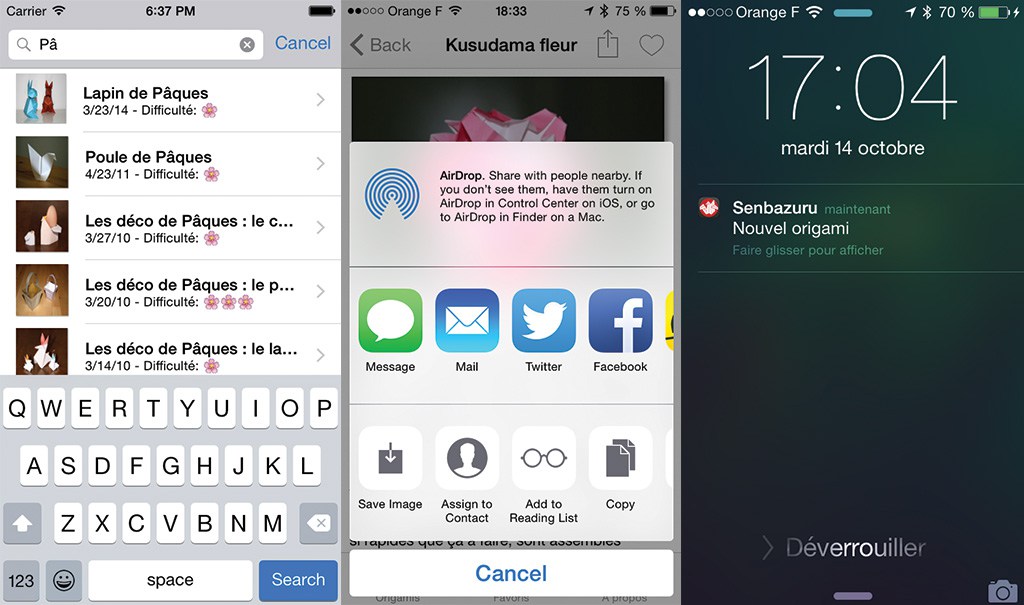 Carrier 6:37 PM
Pâ Cancel
Lapin de Pâques
3/23/14 - Difficulté: 🌸
Poule de Pâques
4/23/11 - Difficulté: 🌸
Les déco de Pâques : le c...
3/27/10 - Difficulté: 🌸
Les déco de Pâques : le p...
3/20/10 - Difficulté: 🌸🌸🌸
Les déco de Pâques : le la...
3/14/10 - Difficulté: 🌸
Q W E R T Y U I O P
A S D F G H J K L
Z X C V B N M
123 space Search
Orange F 18:33 75 %
Back Kusudama fleur
AirDrop. Share with people nearby. If
you don't see them, have them turn on
AirDrop in Control Center on iOS, or go
to AirDrop in Finder on a Mac.
Message Mail Twitter Facebook
Save Image Assign to Contact Add to Reading List Copy
si rapides que ça à faire, sont assemblés
Cancel
Origamis Favoris À propos
Orange F 70 %
17:04
mardi 14 octobre
Senbazuru maintenant
Nouvel origami
Faire glisser pour afficher
Déverrouiller